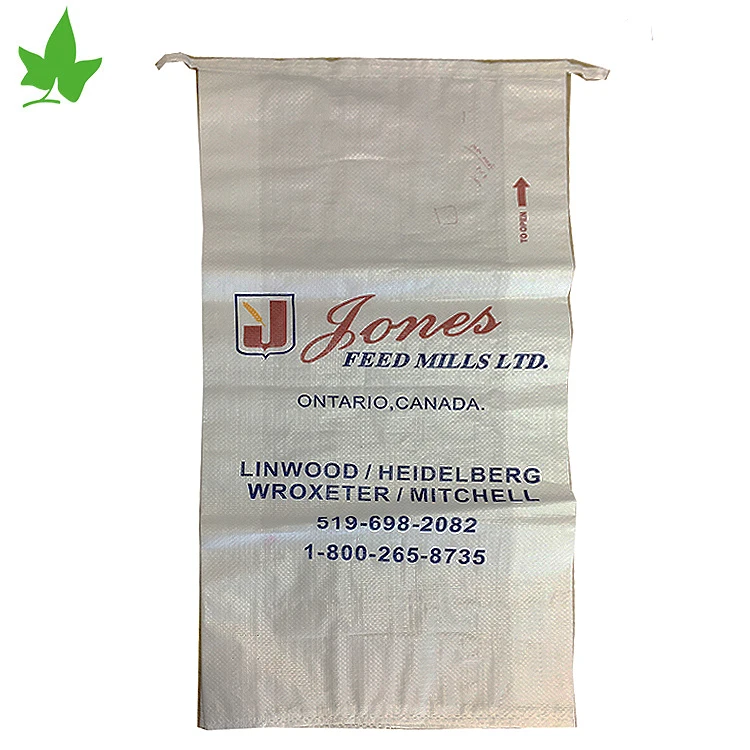 TO OPEN
J Jones
FEED MILLS LTD.
ONTARIO,CANADA.
LINWOOD / HEIDELBERG
WROXETER / MITCHELL
519-698-2082
1-800-265-8735